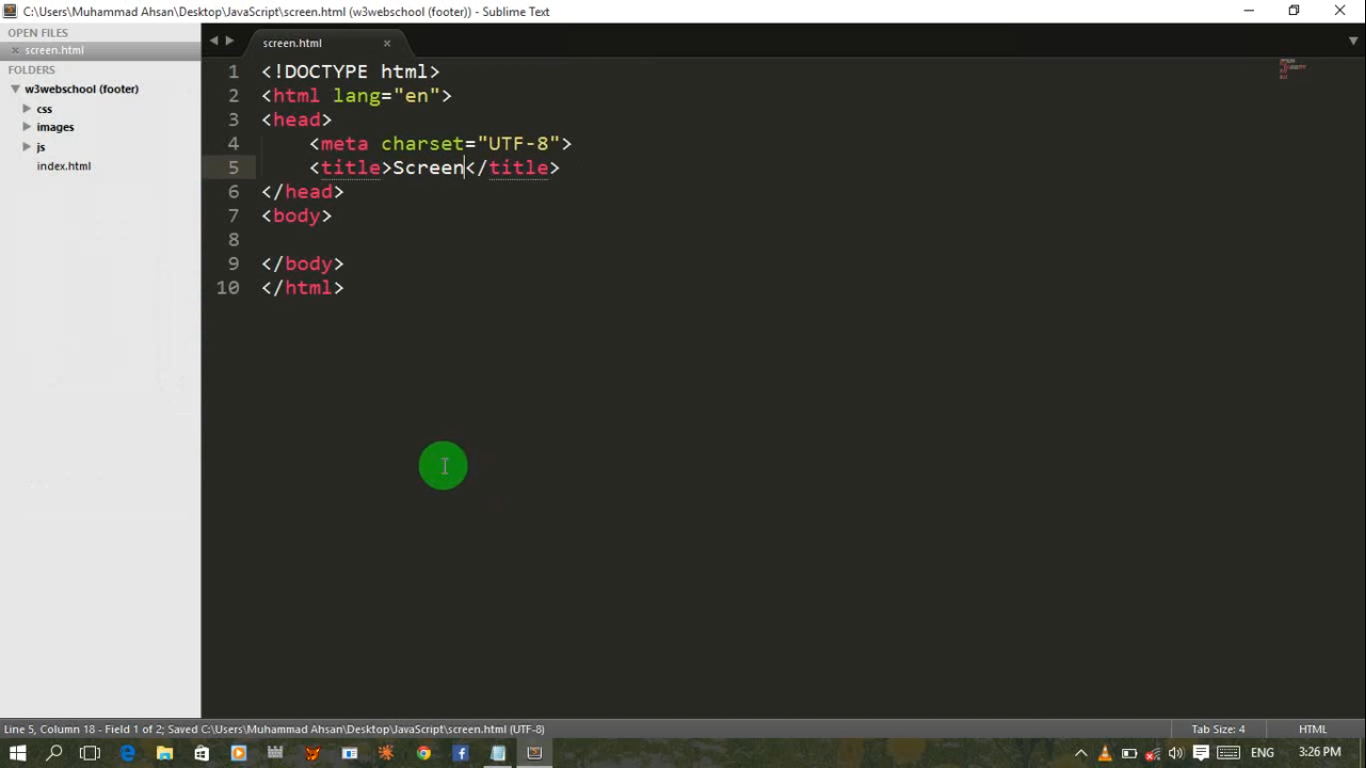 C:\Users\Muhammad Ahsan\Desktop\JavaScript\screen.html (w3webschool (footer)) - Sublime Text
OPEN FILES
screen.html
FOLDERS
w3webschool (footer)
css
images
js
index.html
screen.html
1 <!DOCTYPE html>
2 <html lang="en">
3 <head>
4 <meta charset="UTF-8">
5 <title>Screen</title>
6 </head>
7 <body>
8
9 </body>
10 </html>
Line 5, Column 18 - Field 1 of 2; Saved C:\Users\Muhammad Ahsan\Desktop\JavaScript\screen.html (UTF-8)
Tab Size: 4
HTML
ENG
3:26 PM